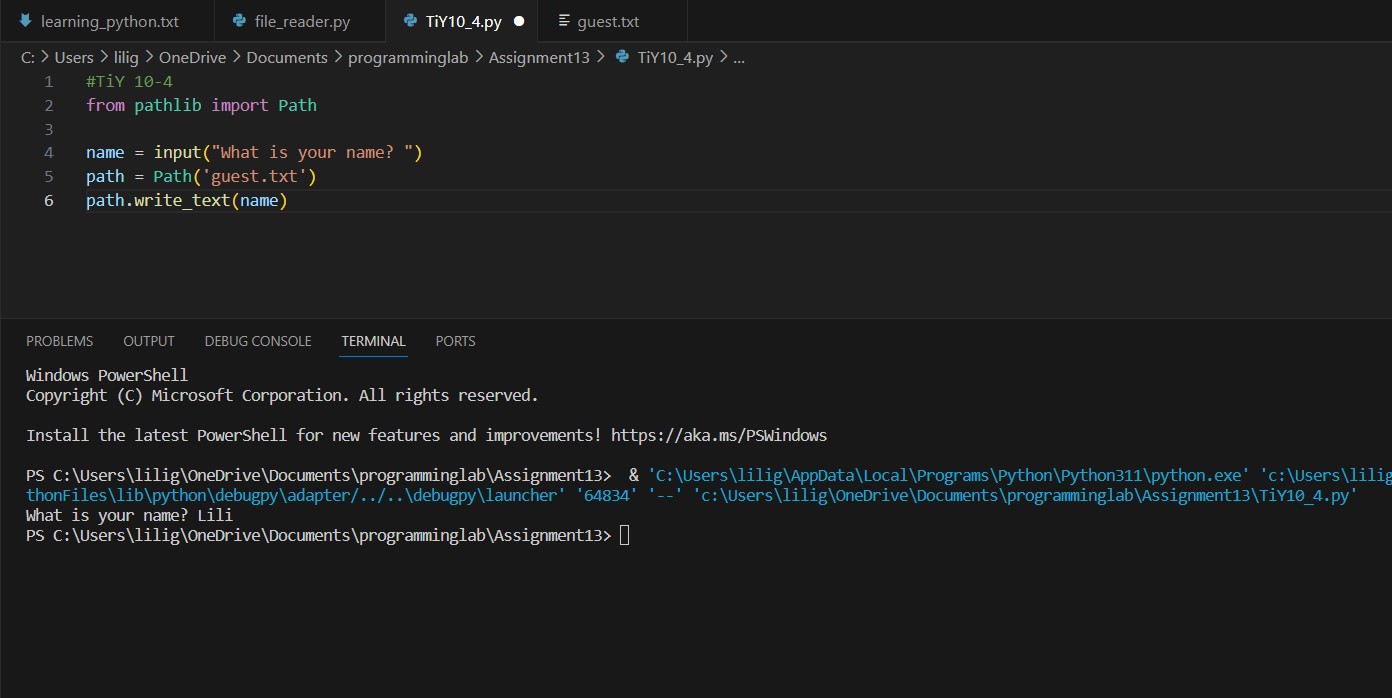 learning_python.txt file_reader.py TiY10_4.py guest.txt
C: > Users > lilig > OneDrive > Documents > programminglab > Assignment13 > TiY10_4.py > ...
1 #TiY 10-4
2 from pathlib import Path
3
4 name = input("What is your name? ")
5 path = Path('guest.txt')
6 path.write_text(name)
PROBLEMS OUTPUT DEBUG CONSOLE TERMINAL PORTS
Windows PowerShell
Copyright (C) Microsoft Corporation. All rights reserved.
Install the latest PowerShell for new features and improvements! https://aka.ms/PSWindows
PS C:\Users\lilig\OneDrive\Documents\programminglab\Assignment13>  & 'C:\Users\lilig\AppData\Local\Programs\Python\Python311\python.exe' 'c:\Users\lilig
thonFiles\lib\python\debugpy\adapter/../..\debugpy\launcher' '64834' '--' 'c:\Users\lilig\OneDrive\Documents\programminglab\Assignment13\TiY10_4.py'
What is your name? Lili
PS C:\Users\lilig\OneDrive\Documents\programminglab\Assignment13>